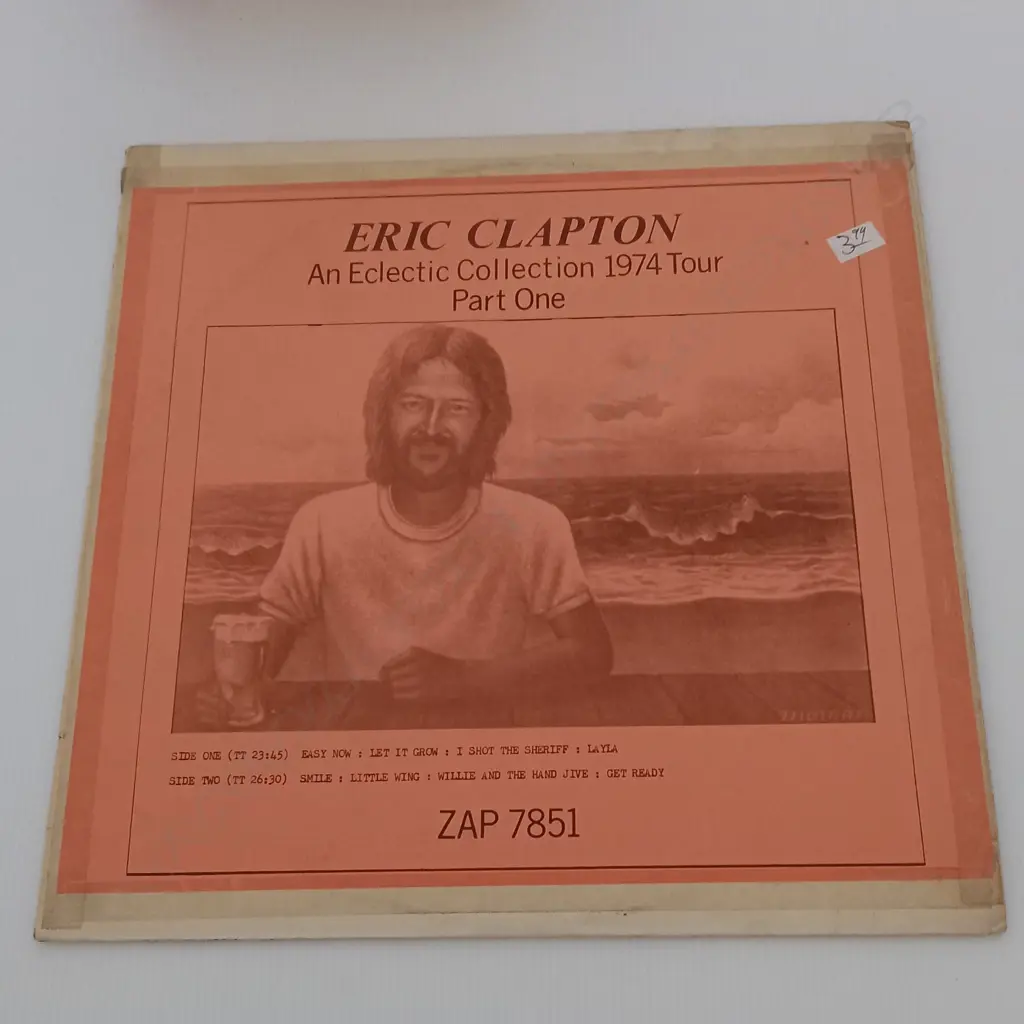 ERIC CLAPTON
3.99
An Eclectic Collection 1974 Tour
Part One
SIDE ONE (TT 23:45) EASY NOW : LET IT GROW : I SHOT THE SHERIFF : LAYLA
SIDE TWO (TT 26:30) SMILE : LITTLE WING : WILLIE AND THE HAND JIVE : GET READY
ZAP 7851